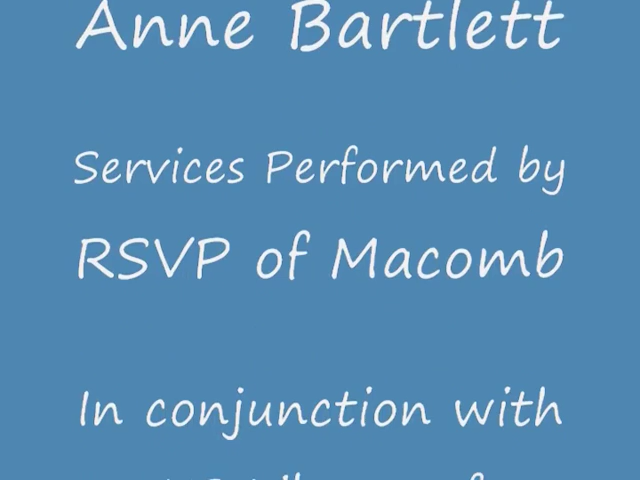 Anne Bartlett
Services Performed by
RSVP of Macomb
In conjunction with